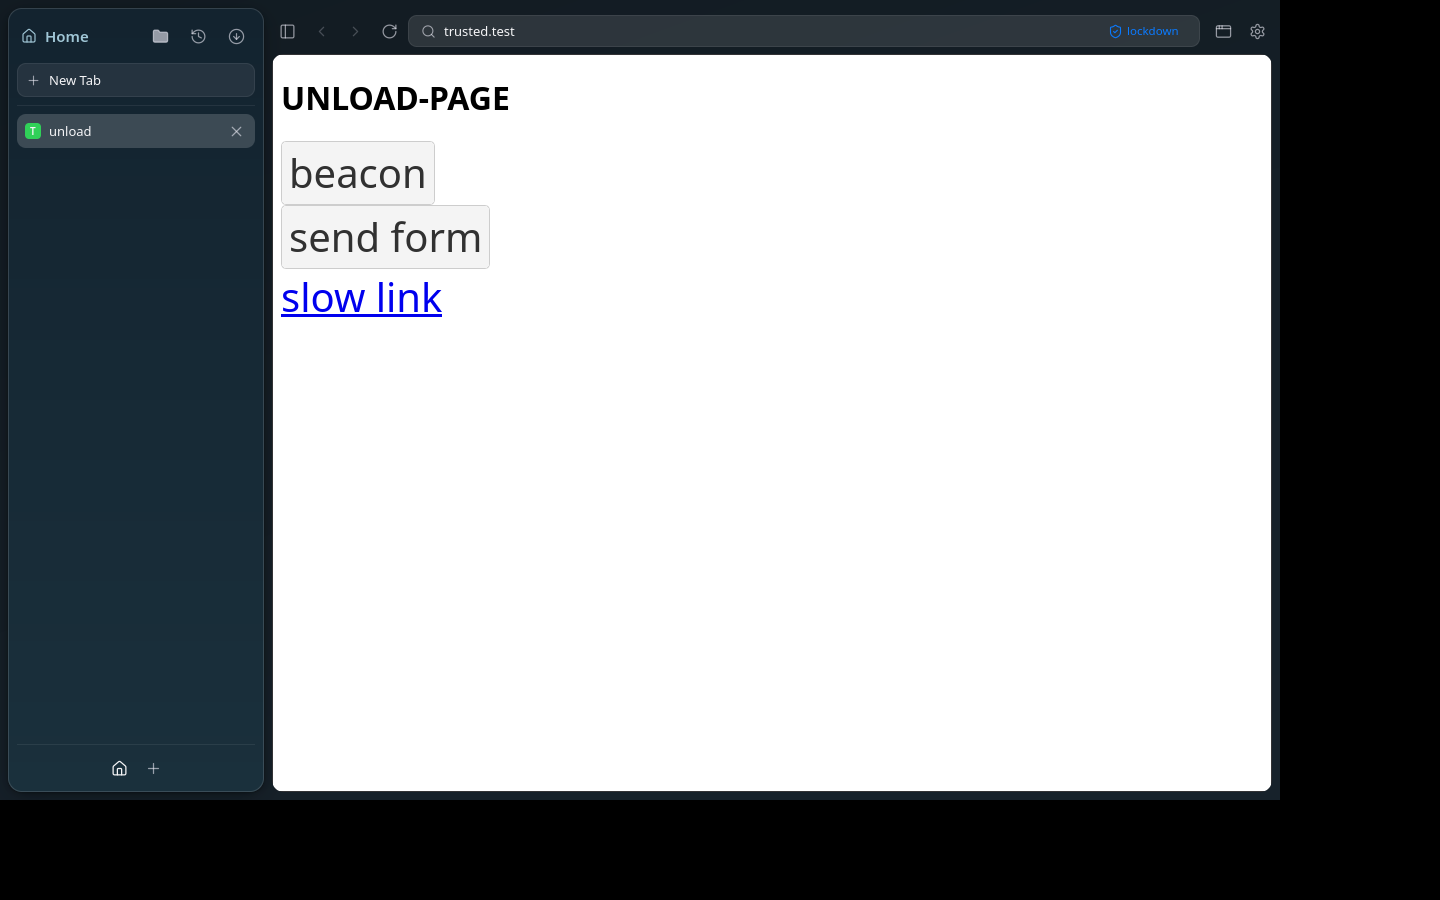 Home
New Tab
T unload
trusted.test
lockdown
UNLOAD-PAGE
beacon
send form
slow link